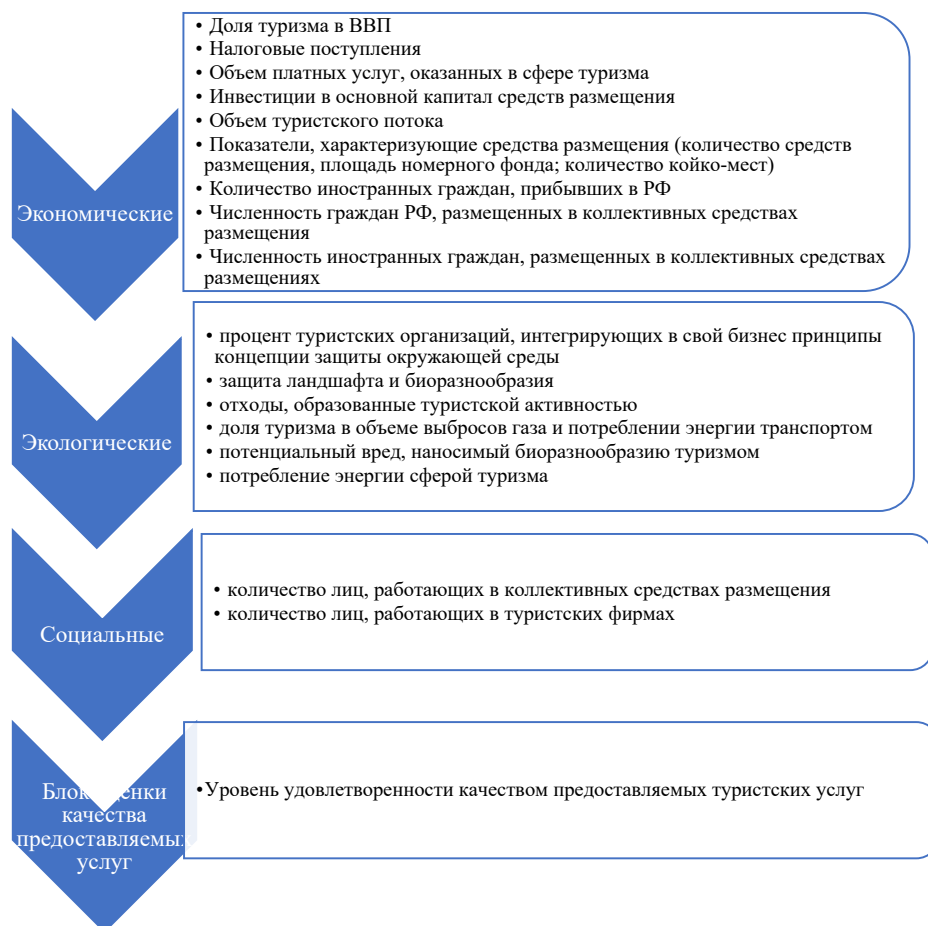 • Доля туризма в ВВП
• Налоговые поступления
• Объем платных услуг, оказанных в сфере туризма
• Инвестиции в основной капитал средств размещения
• Объем туристского потока
• Показатели, характеризующие средства размещения (количество средств
размещения, площадь номерного фонда; количество койко-мест)
• Количество иностранных граждан, прибывших в РФ
• Численность граждан РФ, размещенных в коллективных средствах
размещения
• Численность иностранных граждан, размещенных в коллективных средствах
размещениях
Экономические
• процент туристских организаций, интегрирующих в свой бизнес принципы
концепции защиты окружающей среды
• защита ландшафта и биоразнообразия
• отходы, образованные туристской активностью
• доля туризма в объеме выбросов газа и потреблении энергии транспортом
• потенциальный вред, наносимый биоразнообразию туризмом
• потребление энергии сферой туризма
Экологические
• количество лиц, работающих в коллективных средствах размещения
• количество лиц, работающих в туристских фирмах
Социальные
•Уровень удовлетворенности качеством предоставляемых туристских услуг
Блок оценки
качества
предоставляемых
услуг